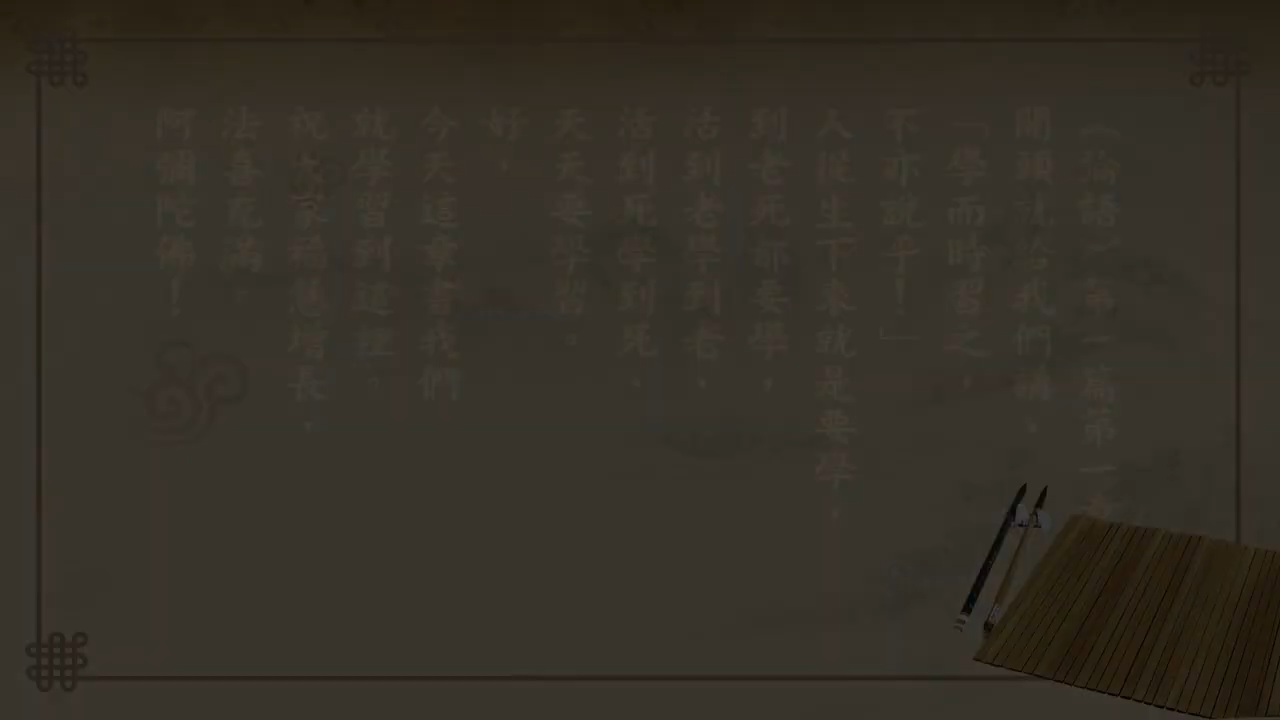 《論語》第一篇第一章
開頭就告我們講，
「學而時習之，
不亦說乎！」
人從生下來就是要學，
到老死都要學，
活到老學到老，
活到死學到死，
天天要學習。
好，
今天這章書我們
就學習到這裡。
祝大家福慧增長，
法喜充滿。
阿彌陀佛！